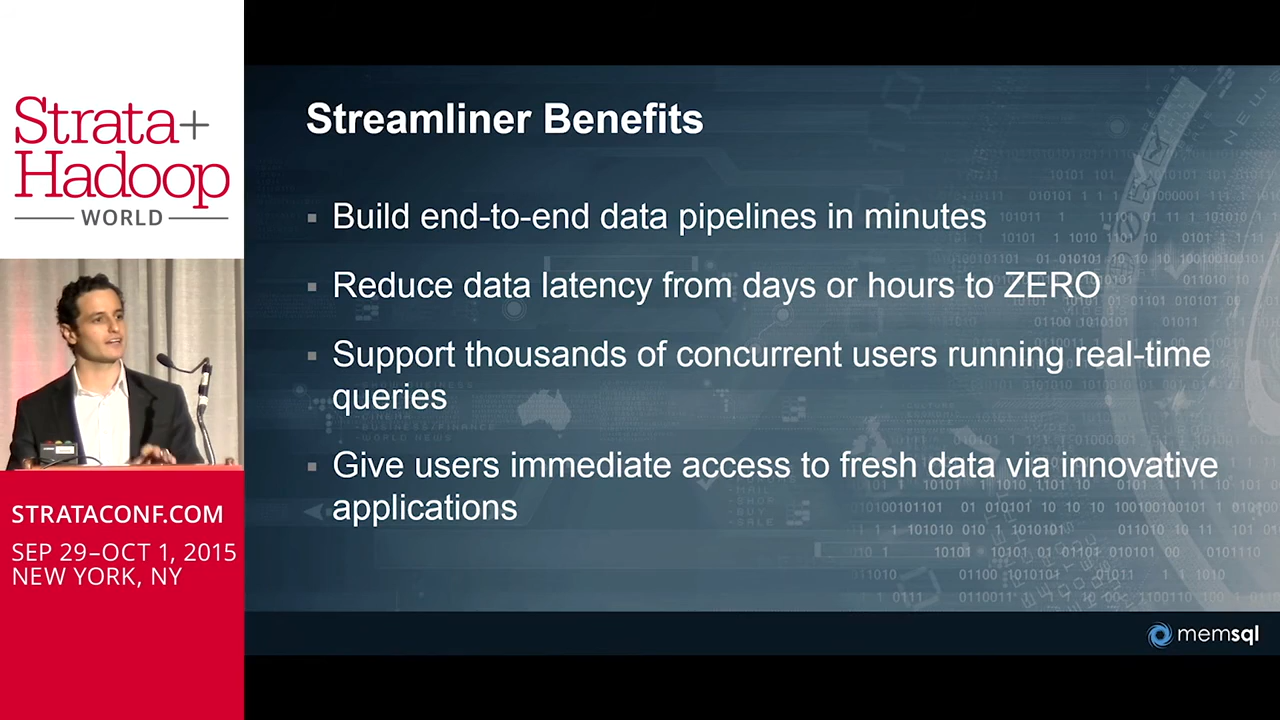 Strata+
Hadoop
WORLD
STRATACONF.COM
SEP 29–OCT 1, 2015
NEW YORK, NY
Streamliner Benefits
Build end-to-end data pipelines in minutes
Reduce data latency from days or hours to ZERO
Support thousands of concurrent users running real-time
queries
Give users immediate access to fresh data via innovative
applications
memsql